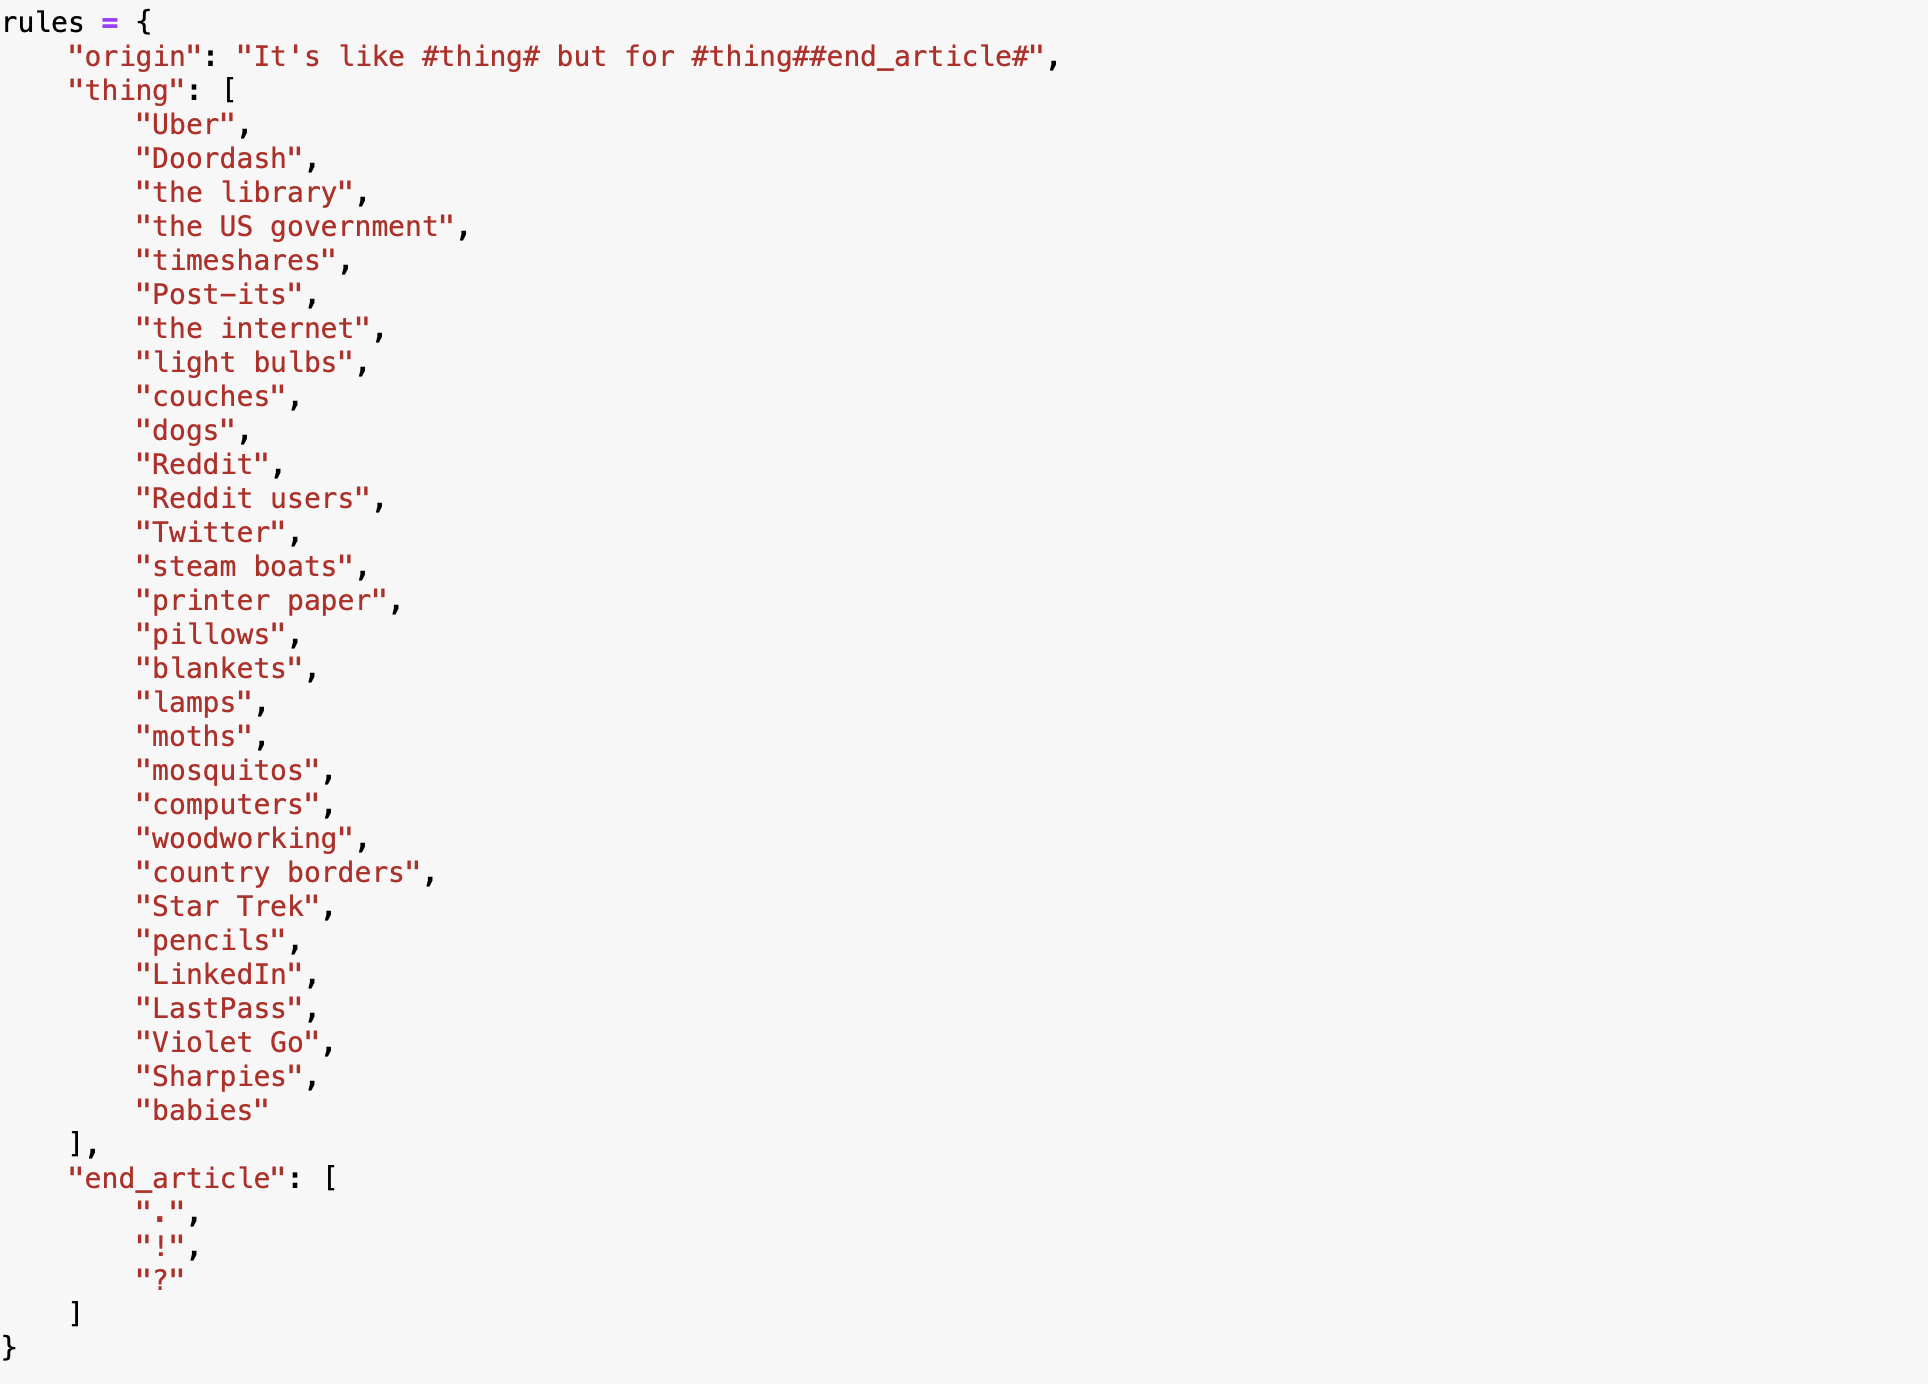 rules = {
    "origin": "It's like #thing# but for #thing##end_article#",
    "thing": [
        "Uber",
        "Doordash",
        "the library",
        "the US government",
        "timeshares",
        "Post-its",
        "the internet",
        "light bulbs",
        "couches",
        "dogs",
        "Reddit",
        "Reddit users",
        "Twitter",
        "steam boats",
        "printer paper",
        "pillows",
        "blankets",
        "lamps",
        "moths",
        "mosquitos",
        "computers",
        "woodworking",
        "country borders",
        "Star Trek",
        "pencils",
        "LinkedIn",
        "LastPass",
        "Violet Go",
        "Sharpies",
        "babies"
    ],
    "end_article": [
        ".",
        "!",
        "?"
    ]
}